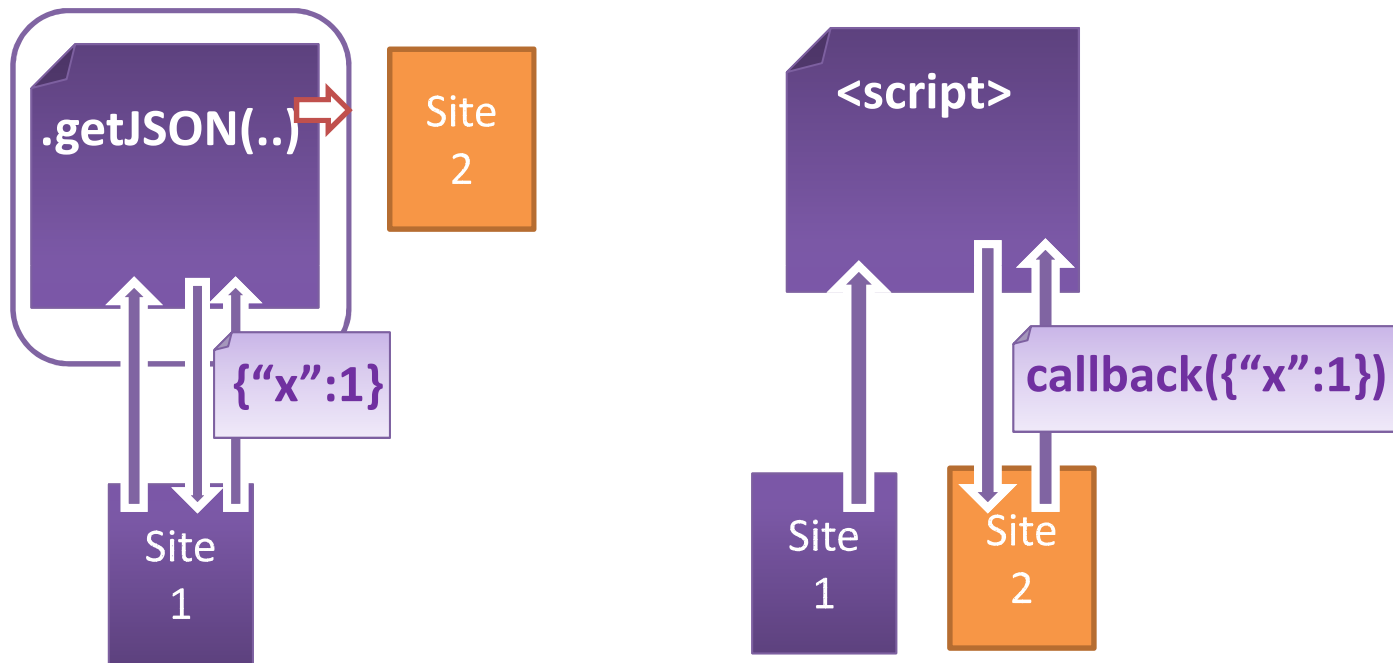 .getJSON(..)
Site
2
{“x”:1}
Site
1
<script>
callback({“x”:1})
Site
1
Site
2